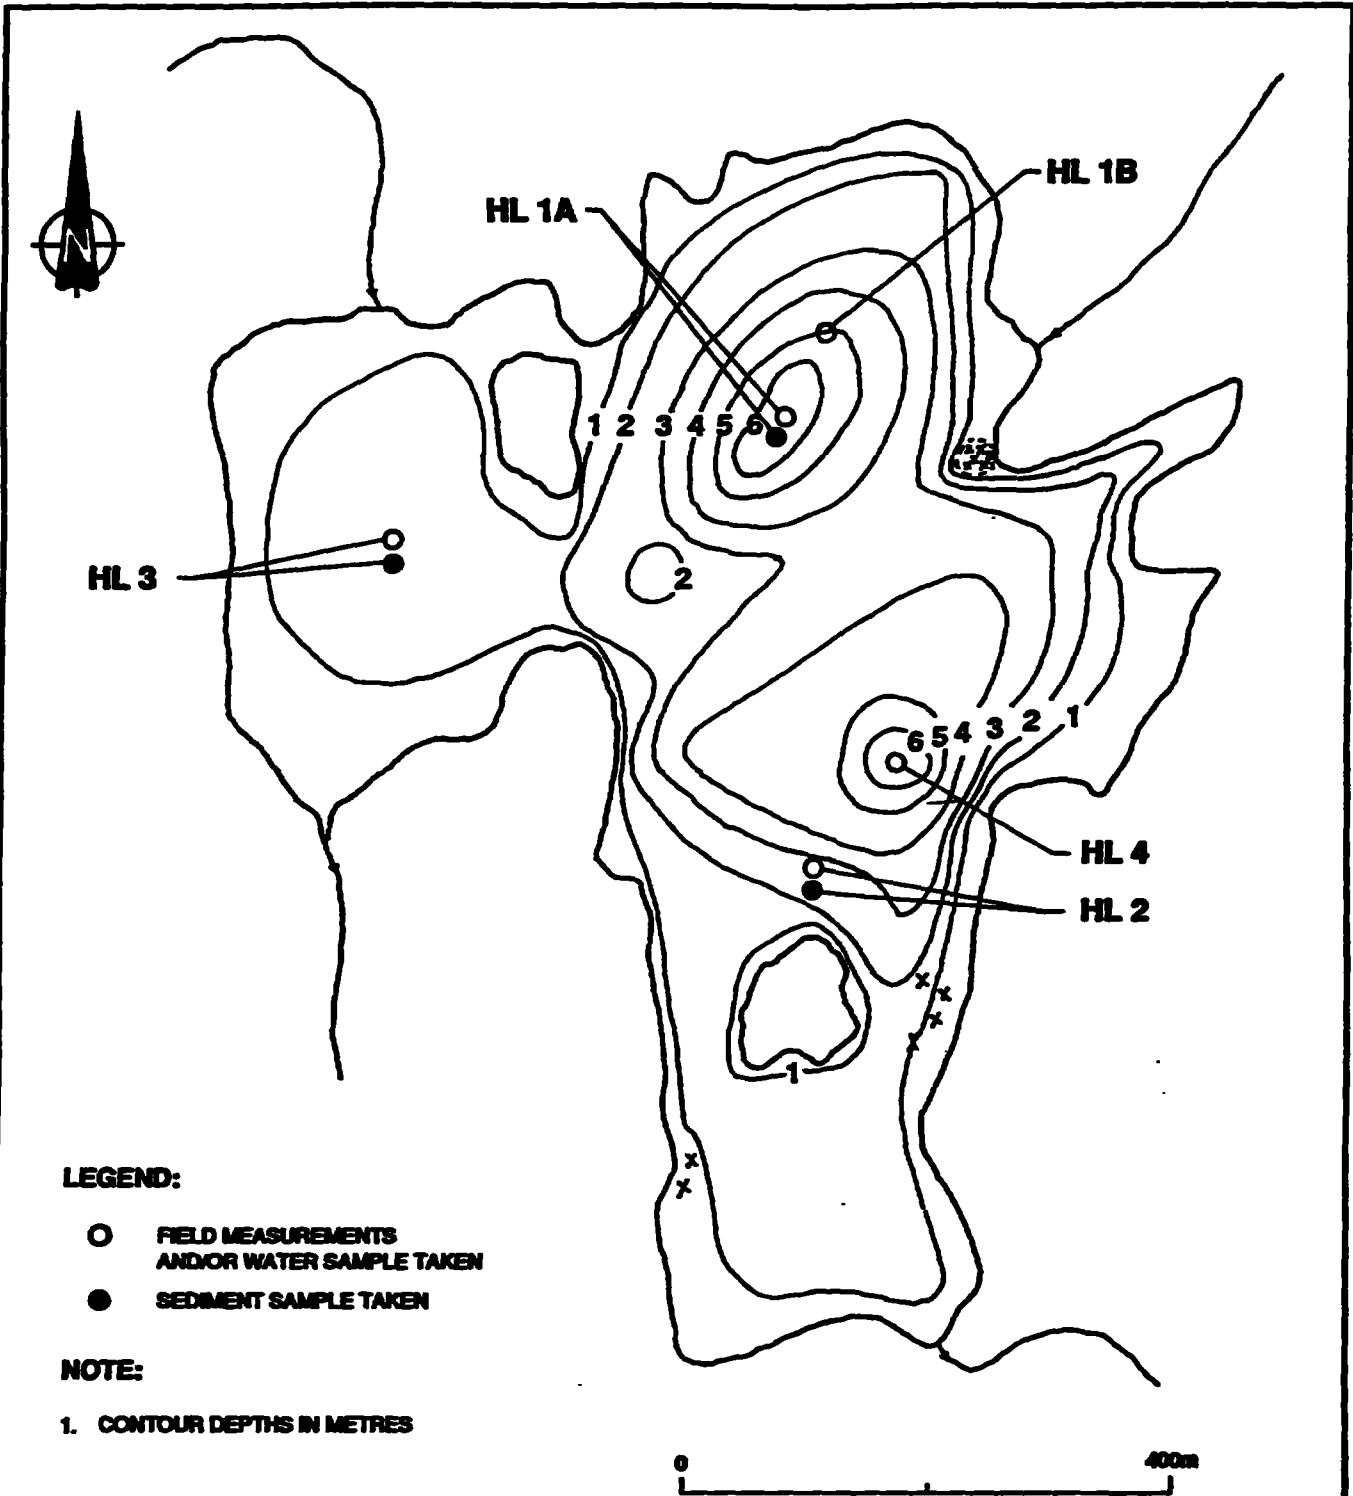 HL 1B
HL 1A
N
1 2 3 4 5 6
2
HL 3
6 5 4 3 2 1
HL 4
HL 2
1
LEGEND:
FIELD MEASUREMENTS
AND/OR WATER SAMPLE TAKEN
SEDIMENT SAMPLE TAKEN
NOTE:
1. CONTOUR DEPTHS IN METRES
0 400m